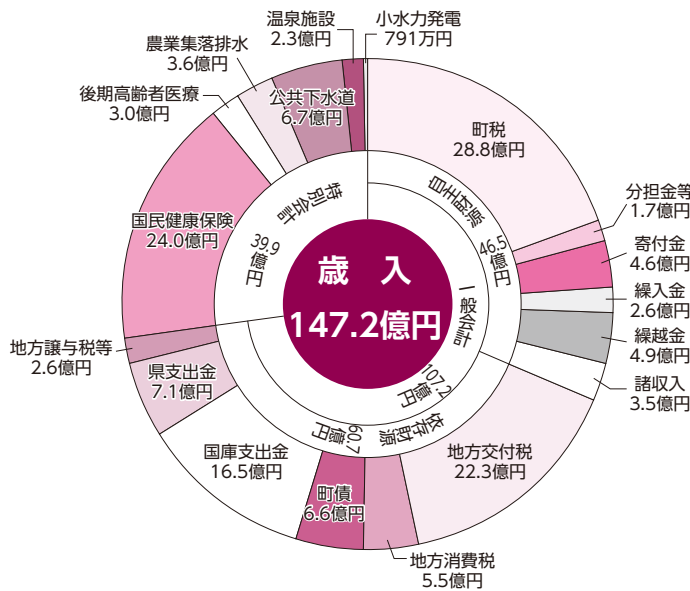 歳　入
147.2億円
一般会計
107.2
億円
自主財源
46.5
億円
町税
28.8億円
分担金等
1.7億円
寄付金
4.6億円
繰入金
2.6億円
繰越金
4.9億円
諸収入
3.5億円
依存財源
60.7
億円
地方交付税
22.3億円
地方消費税
5.5億円
町債
6.6億円
国庫支出金
16.5億円
県支出金
7.1億円
地方譲与税等
2.6億円
特別会計
39.9
億円
国民健康保険
24.0億円
後期高齢者医療
3.0億円
農業集落排水
3.6億円
公共下水道
6.7億円
温泉施設
2.3億円
小水力発電
791万円